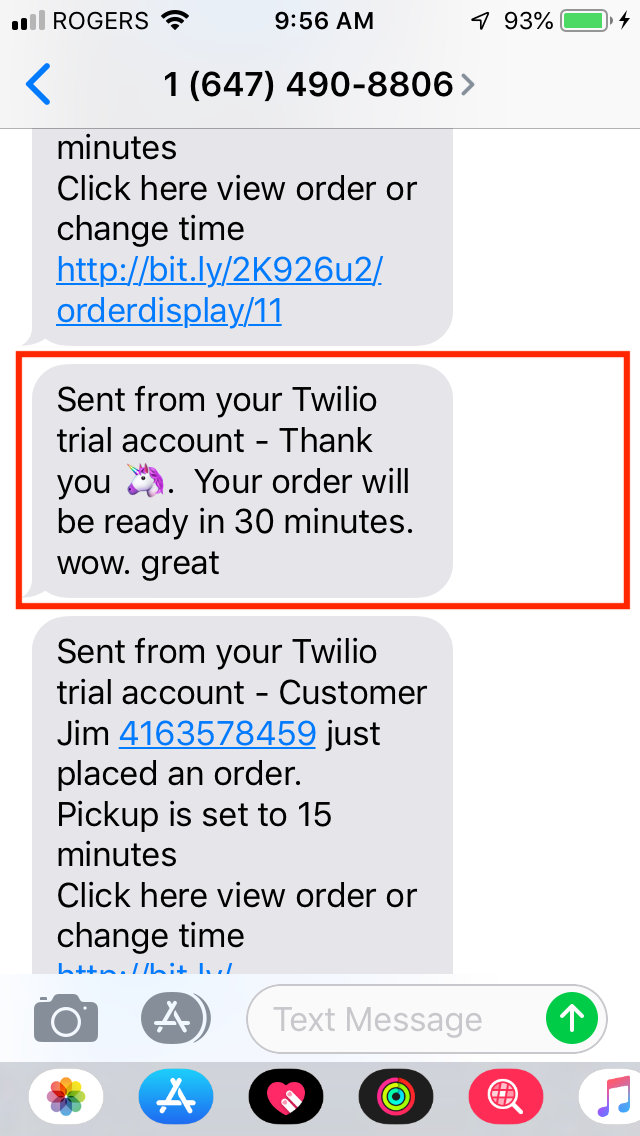 ROGERS 9:56 AM 93%
1 (647) 490-8806
minutes
Click here view order or
change time
http://bit.ly/2K926u2/
orderdisplay/11
Sent from your Twilio
trial account - Thank
you 🦄.  Your order will
be ready in 30 minutes.
wow. great
Sent from your Twilio
trial account - Customer
Jim 4163578459 just
placed an order.
Pickup is set to 15
minutes
Click here view order or
change time
http://bit.ly/
Text Message